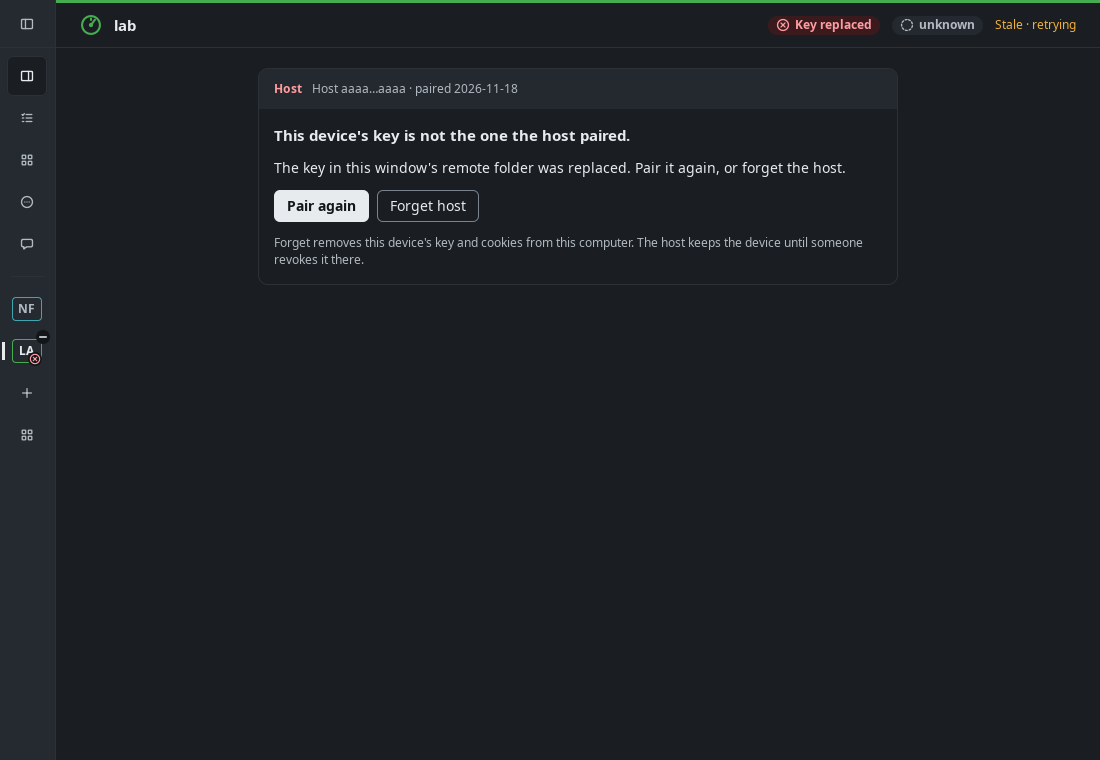 lab
Key replaced
unknown
Stale · retrying
Host Host aaaa…aaaa · paired 2026-11-18
This device's key is not the one the host paired.
The key in this window's remote folder was replaced. Pair it again, or forget the host.
Pair again
Forget host
Forget removes this device's key and cookies from this computer. The host keeps the device until someone
revokes it there.
NF
LA